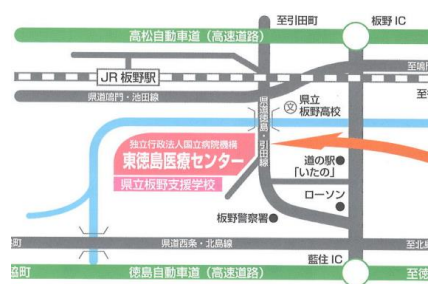 至引田町
板野 IC
高松自動車道（高速道路）
JR 板野駅
県道鳴門・池田線
県道徳島・引田線
県立
板野高校
独立行政法人国立病院機構
東徳島医療センター
県立板野支援学校
道の駅
「いたの」
ローソン
板野警察署
県道西条・北島線
至北島
藍住 IC
徳島自動車道（高速道路）